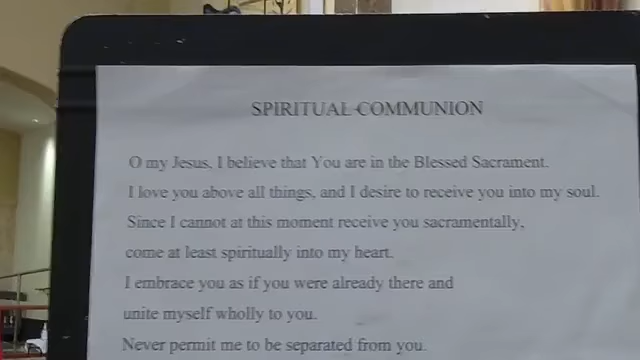 SPIRITUAL COMMUNION
O my Jesus, I believe that You are in the Blessed Sacrament.
I love you above all things, and I desire to receive you into my soul.
Since I cannot at this moment receive you sacramentally,
come at least spiritually into my heart.
I embrace you as if you were already there and
unite myself wholly to you.
Never permit me to be separated from you.